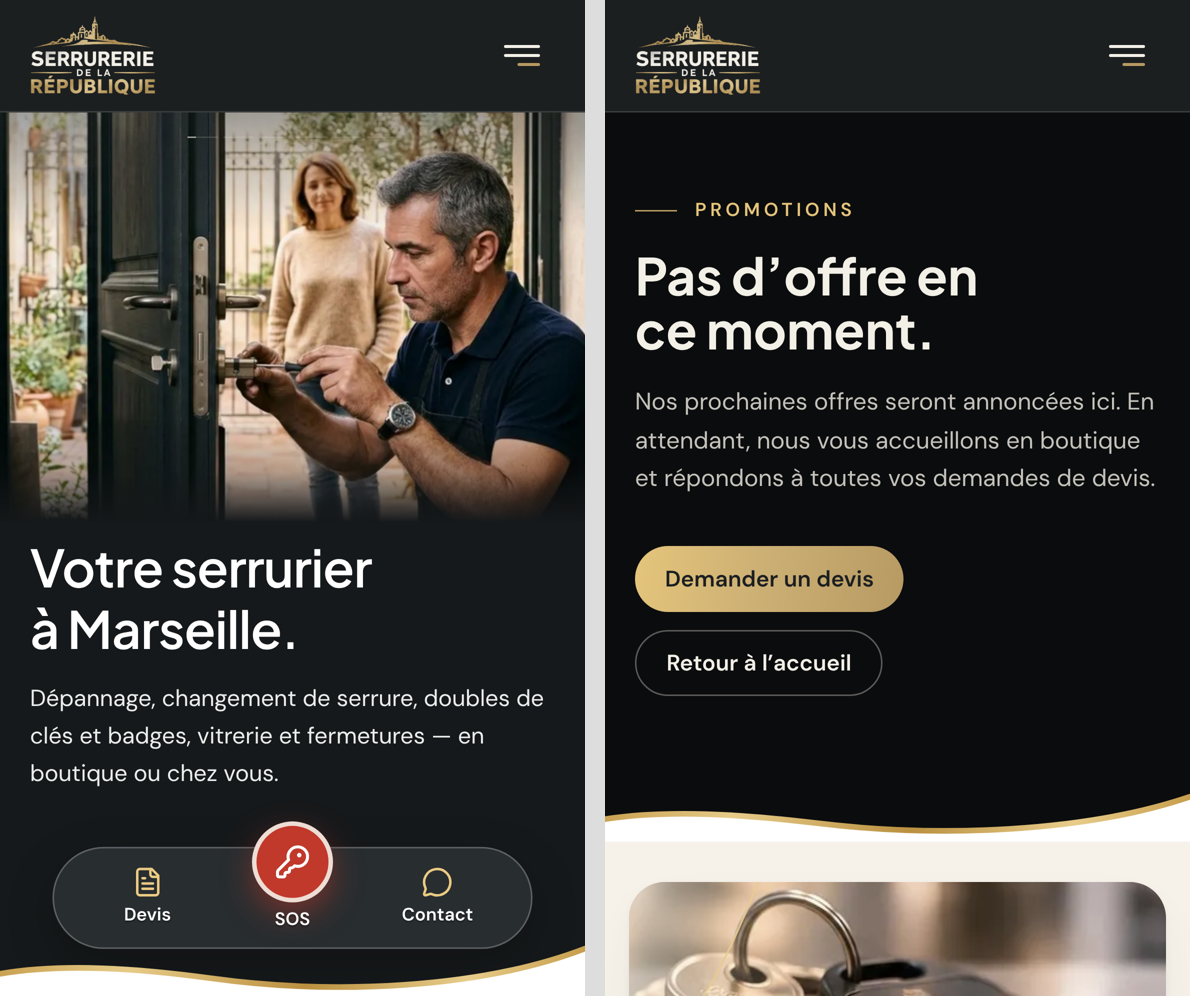 SERRURERIE
DE LA
RÉPUBLIQUE
Votre serrurier
à Marseille.
Dépannage, changement de serrure, doubles de
clés et badges, vitrerie et fermetures — en
boutique ou chez vous.
Devis
SOS
Contact
SERRURERIE
DE LA
RÉPUBLIQUE
PROMOTIONS
Pas d’offre en
ce moment.
Nos prochaines offres seront annoncées ici. En
attendant, nous vous accueillons en boutique
et répondons à toutes vos demandes de devis.
Demander un devis
Retour à l’accueil